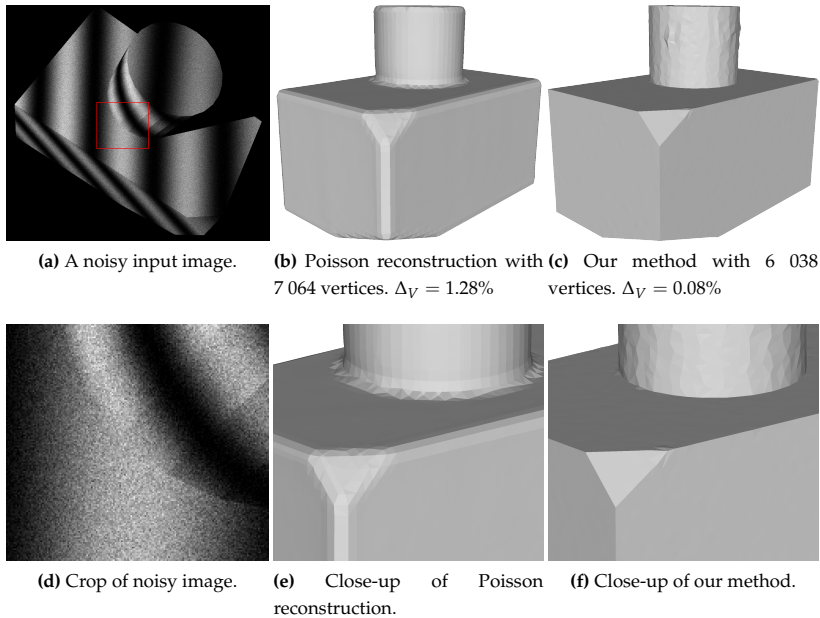 (a) A noisy input image.
(b) Poisson reconstruction with
7 064 vertices. Δ_V = 1.28%
(c) Our method with 6 038
vertices. Δ_V = 0.08%
(d) Crop of noisy image.
(e) Close-up of Poisson
reconstruction.
(f) Close-up of our method.